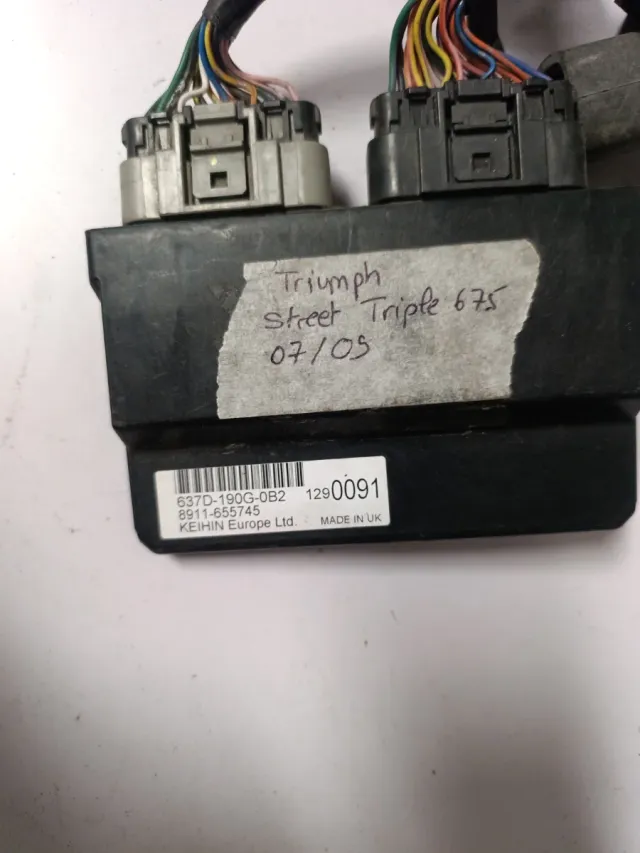 Triumph
Street Triple 675
07/09
637D-190G-0B2 1290091
8911-655745
KEIHIN Europe Ltd. MADE IN UK